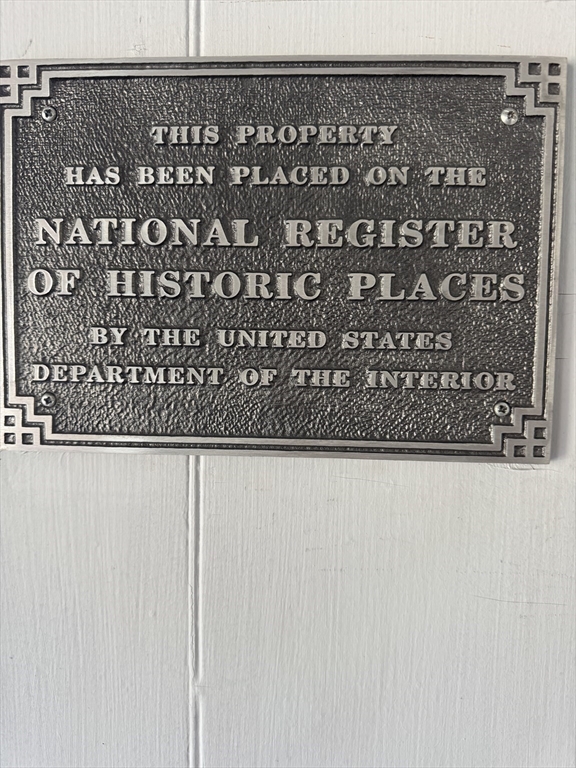 THIS PROPERTY
HAS BEEN PLACED ON THE
NATIONAL REGISTER
OF HISTORIC PLACES
BY THE UNITED STATES
DEPARTMENT OF THE INTERIOR